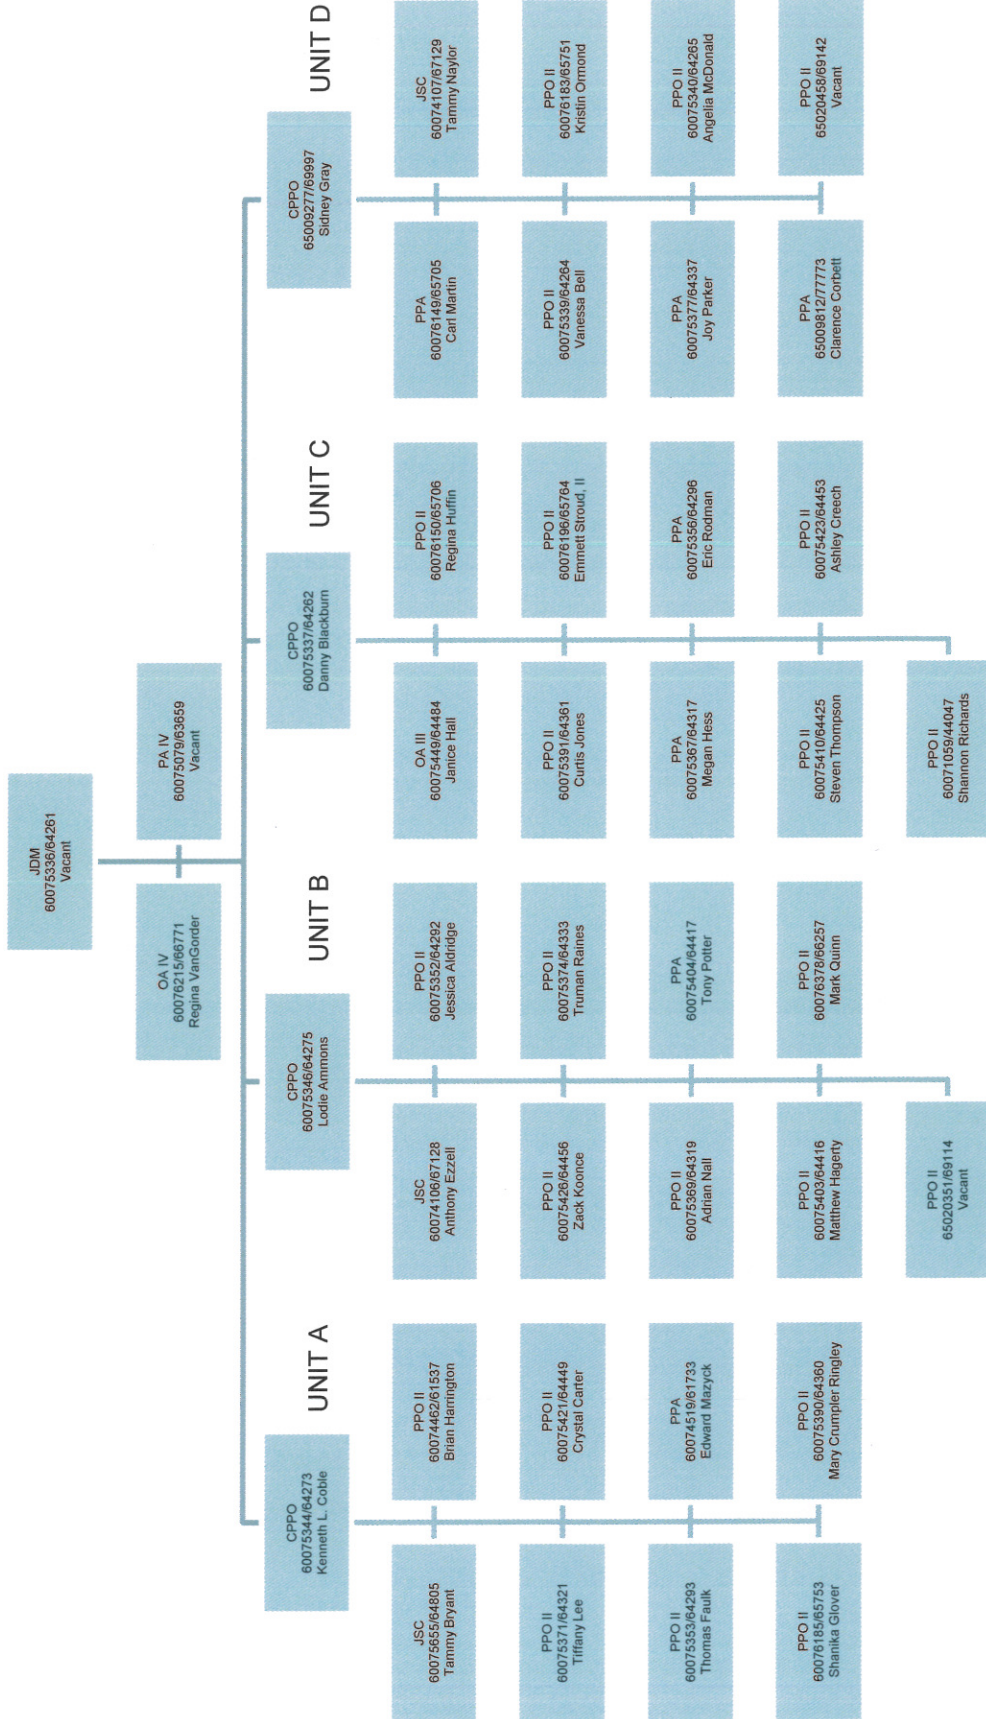 JDM
60075336/64261
Vacant
OA IV
60076215/66771
Regina VanGorder
PA IV
60075079/63659
Vacant
CPPO
60075344/64273
Kenneth L. Coble
UNIT A
CPPO
60075346/64275
Lodie Ammons
UNIT B
CPPO
60075337/64262
Danny Blackburn
UNIT C
CPPO
65009277/69997
Sidney Gray
UNIT D
JSC
60075655/64805
Tammy Bryant
PPO II
60074462/61537
Brian Harrington
JSC
60074106/67128
Anthony Ezzell
PPO II
60075352/64292
Jessica Aldridge
OA III
60075449/64484
Janice Hall
PPO II
60076150/65706
Regina Huffin
PPA
60076149/65705
Carl Martin
JSC
60074107/67129
Tammy Naylor
PPO II
60075371/64321
Tiffany Lee
PPO II
60075421/64449
Crystal Carter
PPO II
60075426/64456
Zack Koonce
PPO II
60075374/64333
Truman Raines
PPO II
60075391/64361
Curtis Jones
PPO II
60076196/65764
Emmett Stroud, II
PPO II
60075339/64264
Vanessa Bell
PPO II
60076183/65751
Kristin Ormond
PPO II
60075353/64293
Thomas Faulk
PPA
60074519/61733
Edward Mazyck
PPO II
60075369/64319
Adrian Nall
PPA
60075404/64417
Tony Potter
PPA
60075367/64317
Megan Hess
PPA
60075356/64296
Eric Rodman
PPA
60075377/64337
Joy Parker
PPO II
60075340/64265
Angelia McDonald
PPO II
60076185/65753
Shanika Glover
PPO II
60075390/64360
Mary Crumpler Ringley
PPO II
60075403/64416
Matthew Hagerty
PPO II
60076378/66257
Mark Quinn
PPO II
60075410/64425
Steven Thompson
PPO II
60075423/64453
Ashley Creech
PPA
65009812/77773
Clarence Corbett
PPO II
65020458/69142
Vacant
PPO II
65020351/69114
Vacant
PPO II
60071059/44047
Shannon Richards